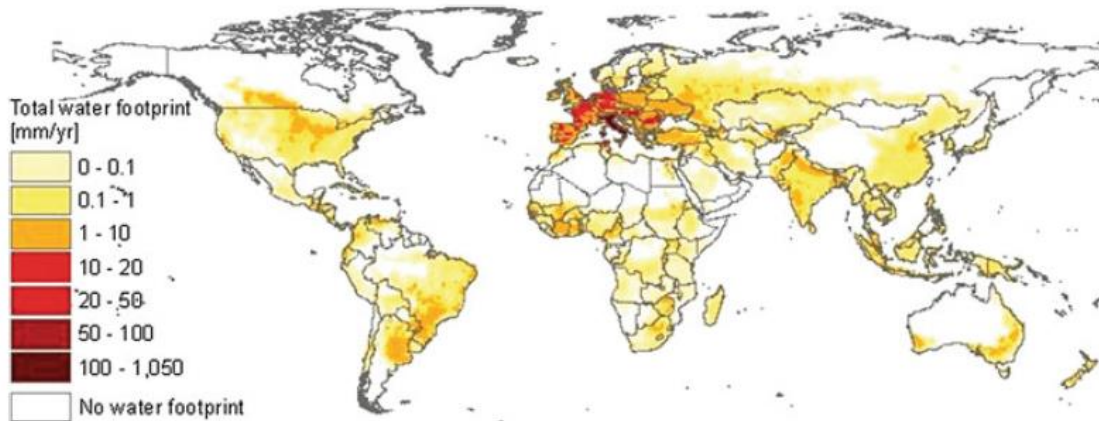 Total water footprint
[mm/yr]
0 - 0.1
0.1 - 1
1 - 10
10 - 20
20 - 50
50 - 100
100 - 1,050
No water footprint